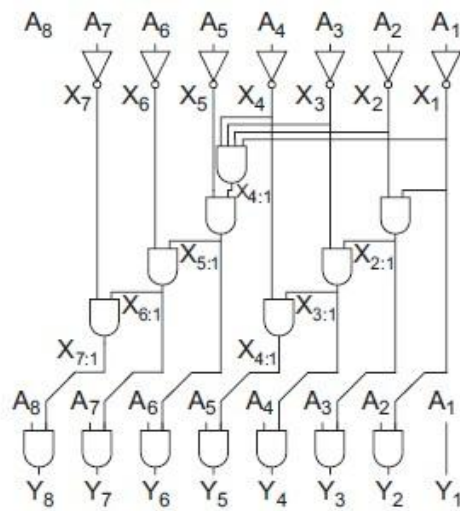 A8 A7 A6 A5 A4 A3 A2 A1
X7 X6 X5 X4 X3 X2 X1
X4:1
X5:1 X2:1
X6:1 X3:1
X7:1 X4:1
A8 A7 A6 A5 A4 A3 A2 A1
Y8 Y7 Y6 Y5 Y4 Y3 Y2 Y1